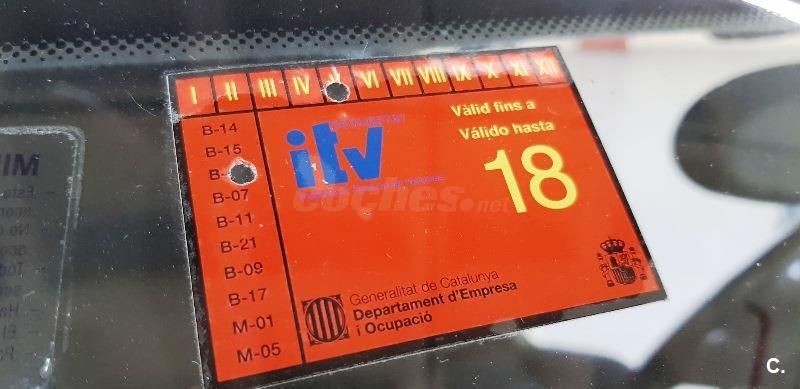 I II III IV V VI VII VIII IX X XI XII
B-14
B-15
B-
B-07
B-11
B-21
B-09
B-17
M-01
M-05
itv
Vàlid fins a
Válido hasta
18
coches.net
Generalitat de Catalunya
Departament d'Empresa
i Ocupació
C.